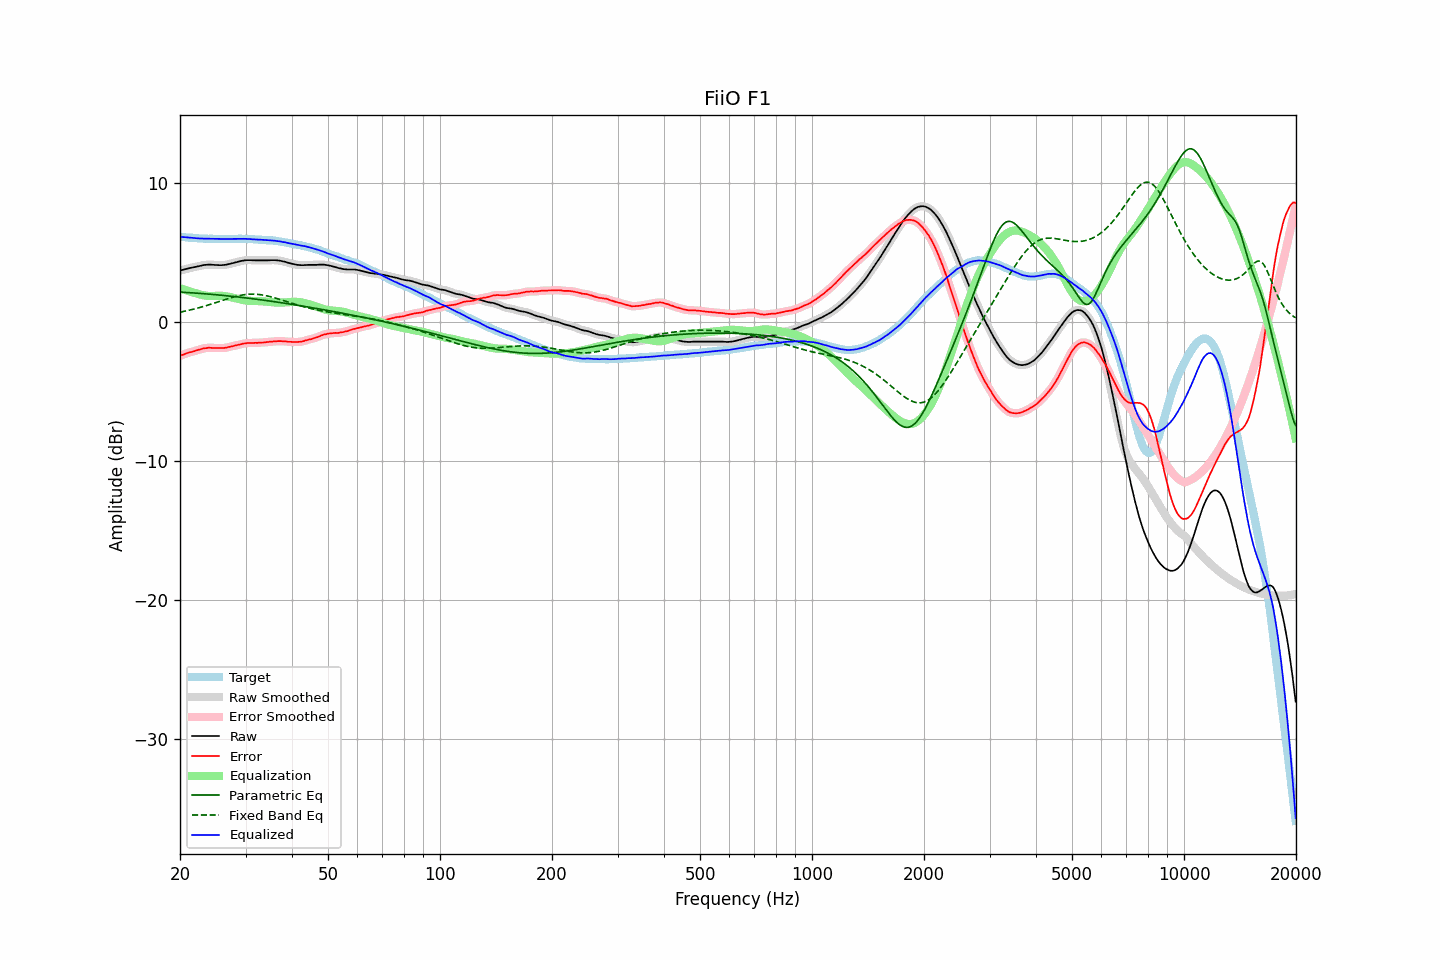 FiiO F1
Amplitude (dBr)
10
0
−10
−20
−30
Target
Raw Smoothed
Error Smoothed
Raw
Error
Equalization
Parametric Eq
Fixed Band Eq
Equalized
20 50 100 200 500 1000 2000 5000 10000 20000
Frequency (Hz)